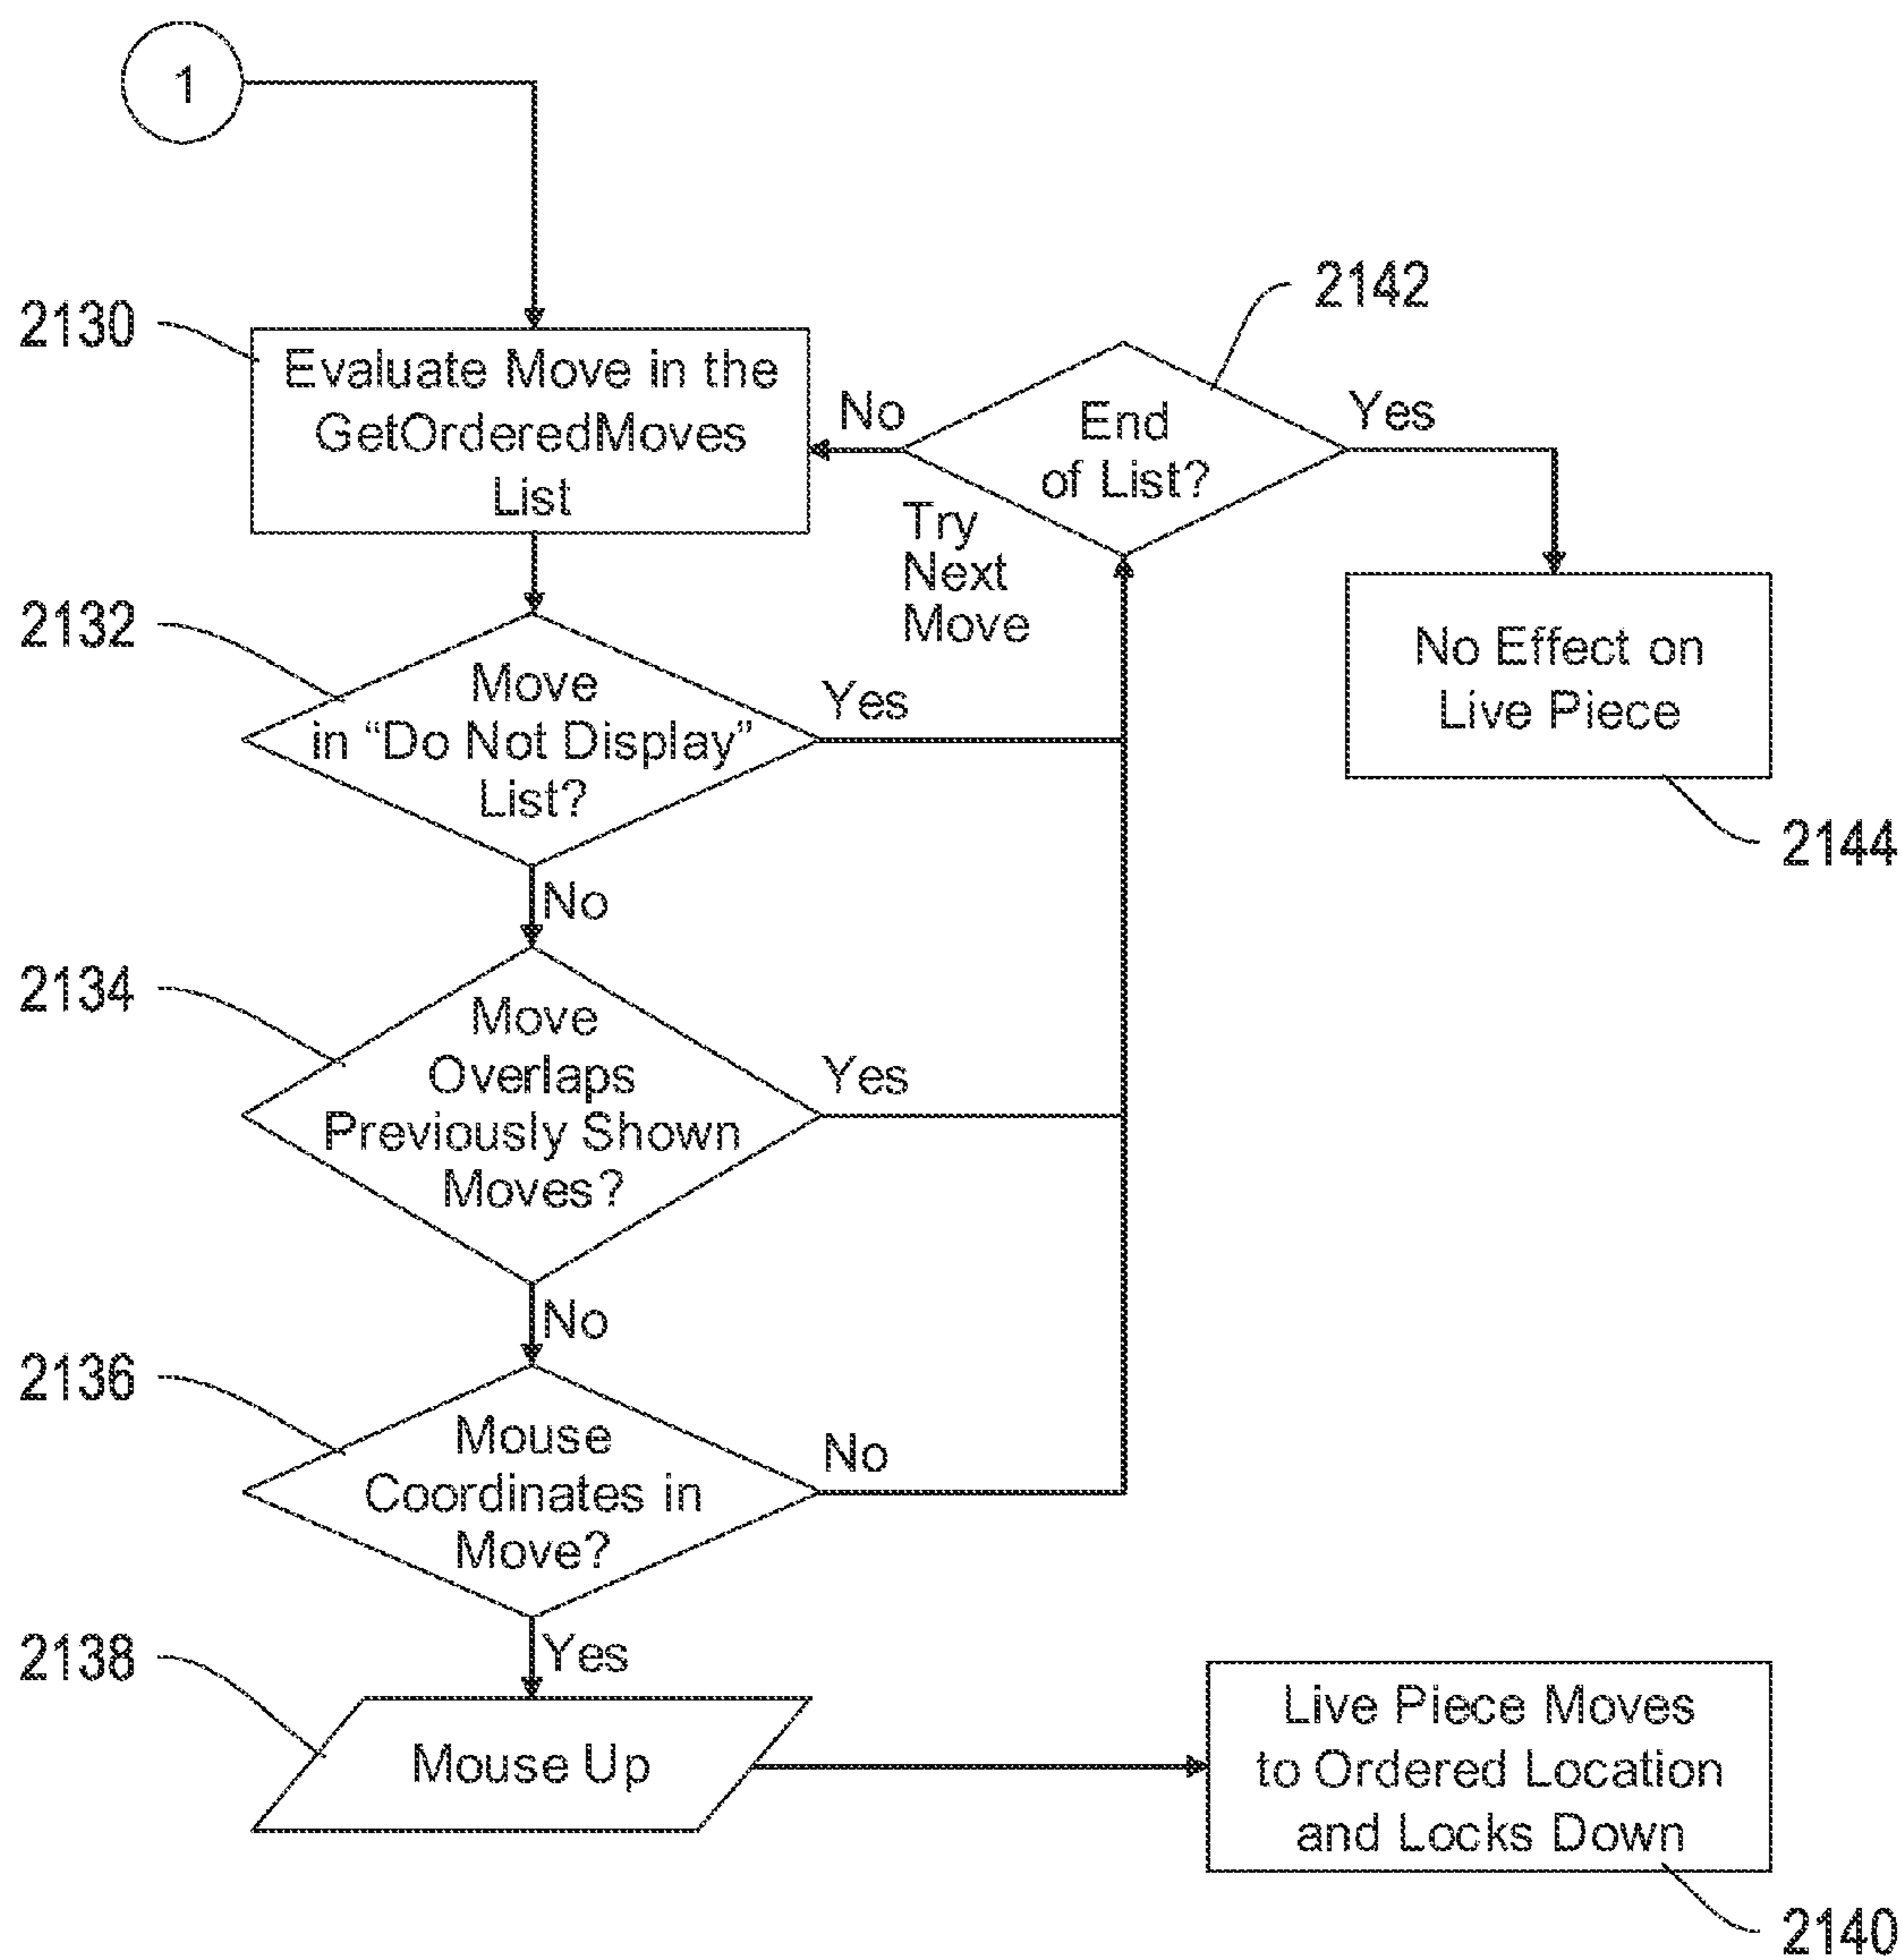 1
2130
Evaluate Move in the
GetOrderedMoves
List
2142
No
End
of List?
Yes
Try
Next
Move
2132
Move
in “Do Not Display”
List?
Yes
No Effect on
Live Piece
2144
No
2134
Move
Overlaps
Previously Shown
Moves?
Yes
No
2136
Mouse
Coordinates in
Move?
No
Yes
2138
Mouse Up
Live Piece Moves
to Ordered Location
and Locks Down
2140